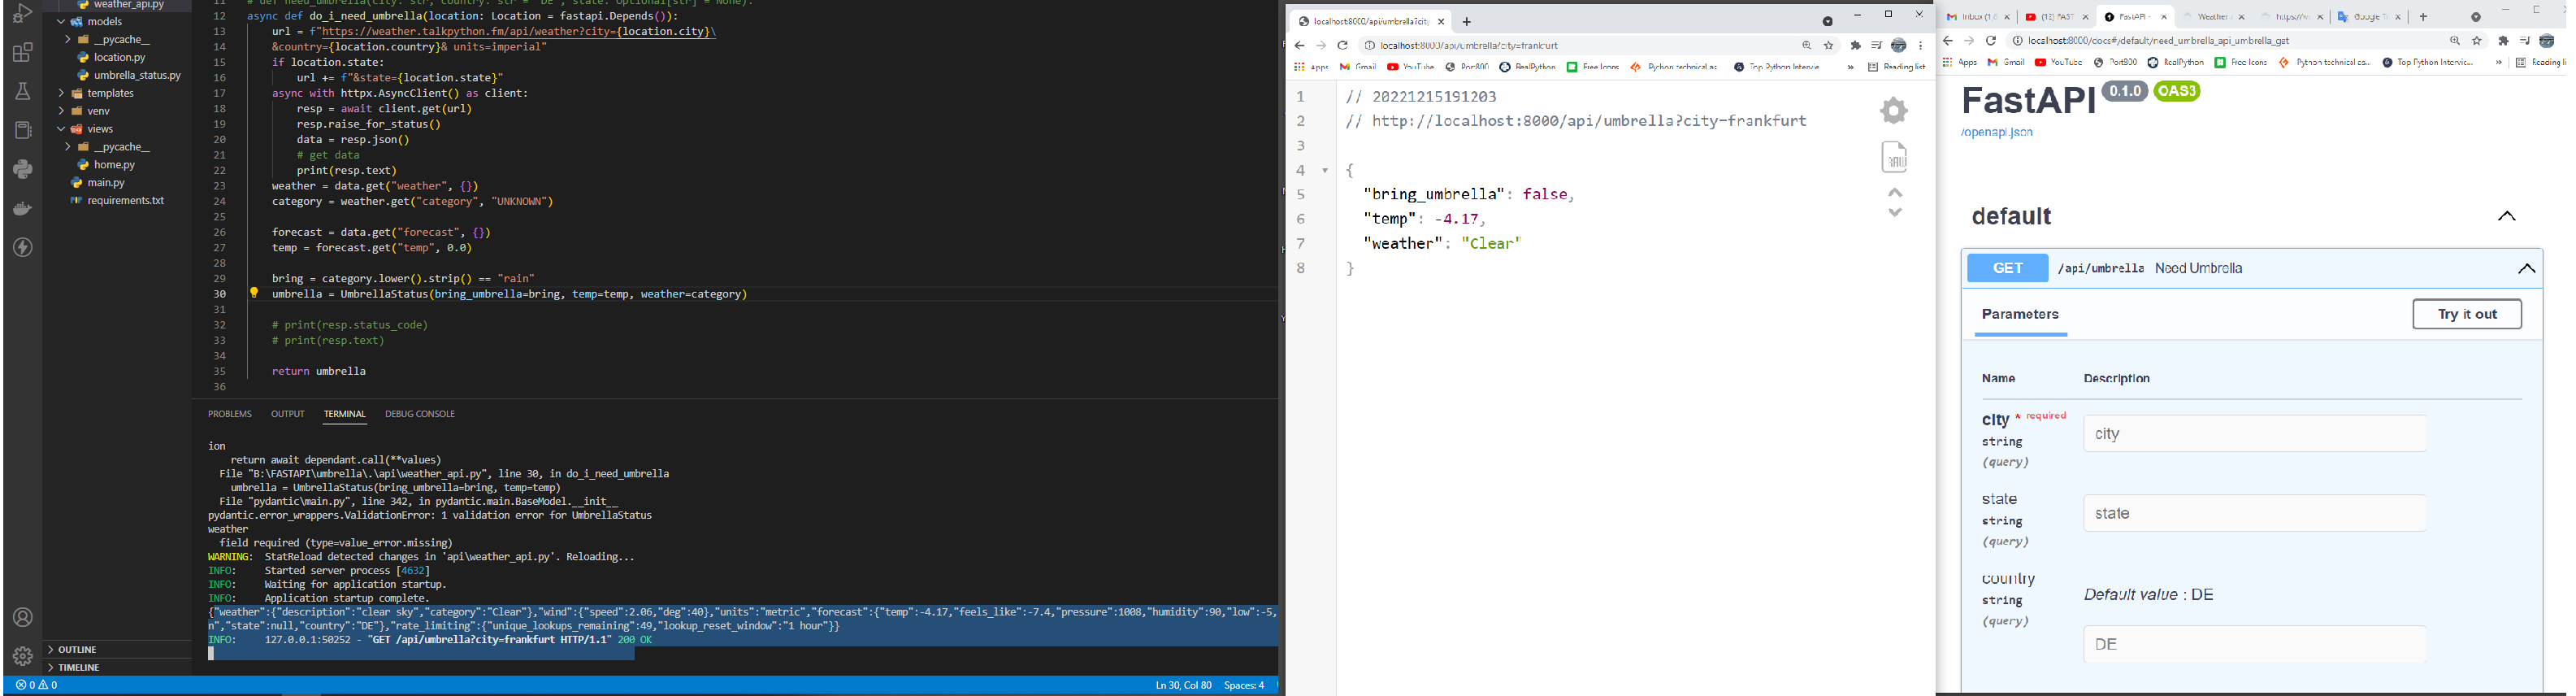 weather_api.py
models
__pycache__
location.py
umbrella_status.py
templates
venv
views
__pycache__
home.py
main.py
requirements.txt
OUTLINE
TIMELINE
11 # def need_umbrella(city: str, country: str = "DE", state: Optional[str] = None):
12 async def do_i_need_umbrella(location: Location = fastapi.Depends()):
13 url = f"https://weather.talkpython.fm/api/weather?city={location.city}\
14 &country={location.country}& units=imperial"
15 if location.state:
16 url += f"&state={location.state}"
17 async with httpx.AsyncClient() as client:
18 resp = await client.get(url)
19 resp.raise_for_status()
20 data = resp.json()
21 # get data
22 print(resp.text)
23 weather = data.get("weather", {})
24 category = weather.get("category", "UNKNOWN")
25
26 forecast = data.get("forecast", {})
27 temp = forecast.get("temp", 0.0)
28
29 bring = category.lower().strip() == "rain"
30 umbrella = UmbrellaStatus(bring_umbrella=bring, temp=temp, weather=category)
31
32 # print(resp.status_code)
33 # print(resp.text)
34
35 return umbrella
36
PROBLEMS OUTPUT TERMINAL DEBUG CONSOLE
ion
return await dependant.call(**values)
File "B:\FASTAPI\umbrella\.\api\weather_api.py", line 30, in do_i_need_umbrella
umbrella = UmbrellaStatus(bring_umbrella=bring, temp=temp)
File "pydantic\main.py", line 342, in pydantic.main.BaseModel.__init__
pydantic.error_wrappers.ValidationError: 1 validation error for UmbrellaStatus
weather
field required (type=value_error.missing)
WARNING: StatReload detected changes in 'api\weather_api.py'. Reloading...
INFO: Started server process [4632]
INFO: Waiting for application startup.
INFO: Application startup complete.
{"weather":{"description":"clear sky","category":"Clear"},"wind":{"speed":2.06,"deg":40},"units":"metric","forecast":{"temp":-4.17,"feels_like":-7.4,"pressure":1008,"humidity":90,"low":-5,
n","state":null,"country":"DE"},"rate_limiting":{"unique_lookups_remaining":49,"lookup_reset_window":"1 hour"}}
INFO: 127.0.0.1:50252 - "GET /api/umbrella?city=frankfurt HTTP/1.1" 200 OK
0 0
Ln 30, Col 80 Spaces: 4
localhost:8000/api/umbrella?city
localhost:8000/api/umbrella?city=frankfurt
Apps Gmail YouTube Port800 RealPython Free Icons Python technical as... Top Python Intervie... » Reading list
1 // 20221215191203
2 // http://localhost:8000/api/umbrella?city=frankfurt
3
4 {
5 "bring_umbrella": false,
6 "temp": -4.17,
7 "weather": "Clear"
8 }
RAW
Inbox (1,6 (12) FAST FastAPI - Weather https:// Google T
localhost:8000/docs#/default/need_umbrella_api_umbrella_get
Apps Gmail YouTube Port800 RealPython Free Icons Python technical as... Top Python Intervic... » Reading li
FastAPI 0.1.0 OAS3
/openapi.json
default
GET /api/umbrella Need Umbrella
Parameters Try it out
Name Description
city * required
string
(query)
city
state
string
(query)
state
country
string
(query)
Default value : DE
DE